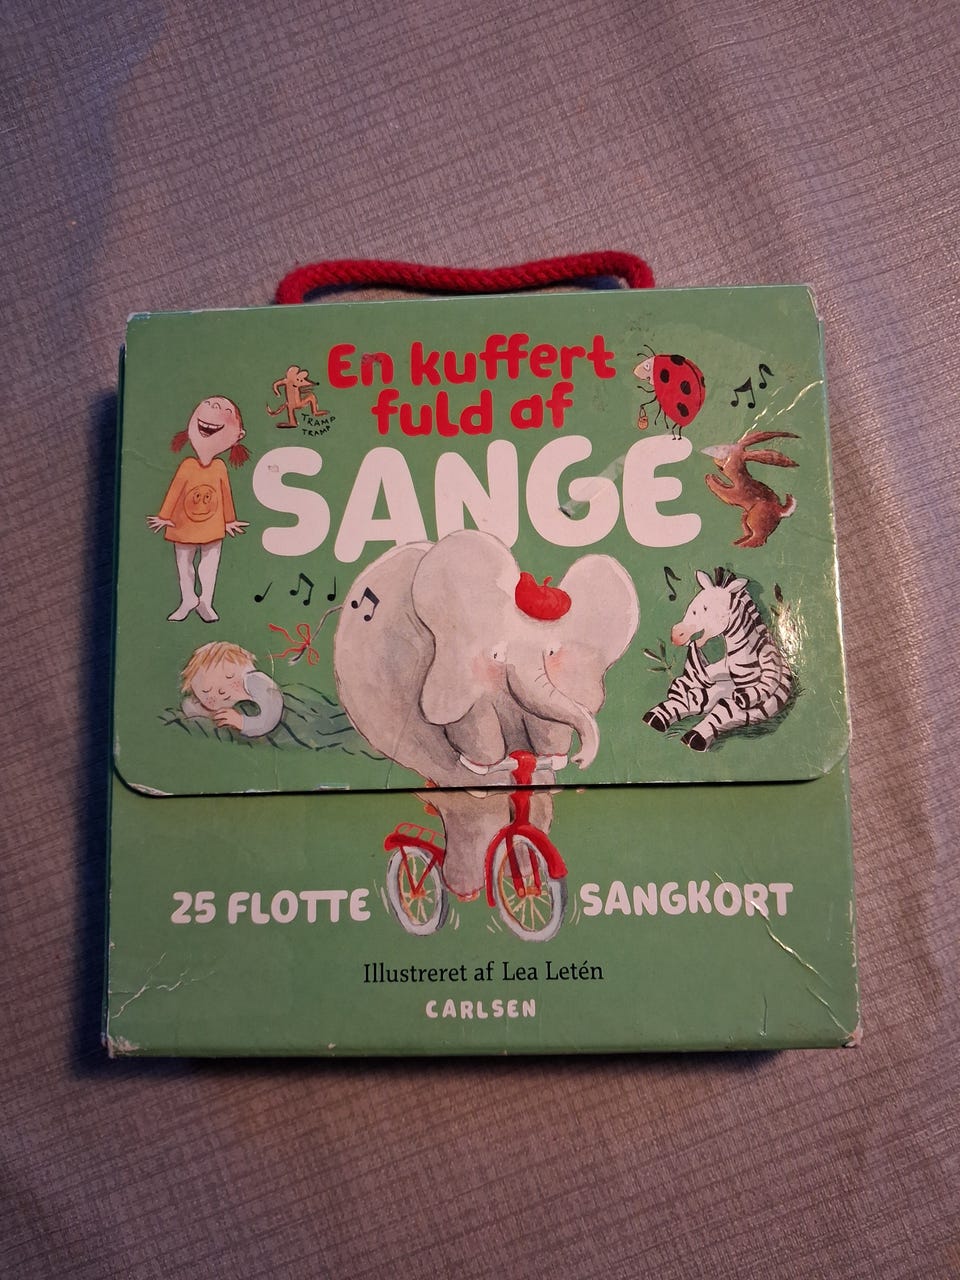 En kuffert
fuld af
SANGE
TRAMP
TRAMP
25 FLOTTE SANGKORT
Illustreret af Lea Letén
CARLSEN